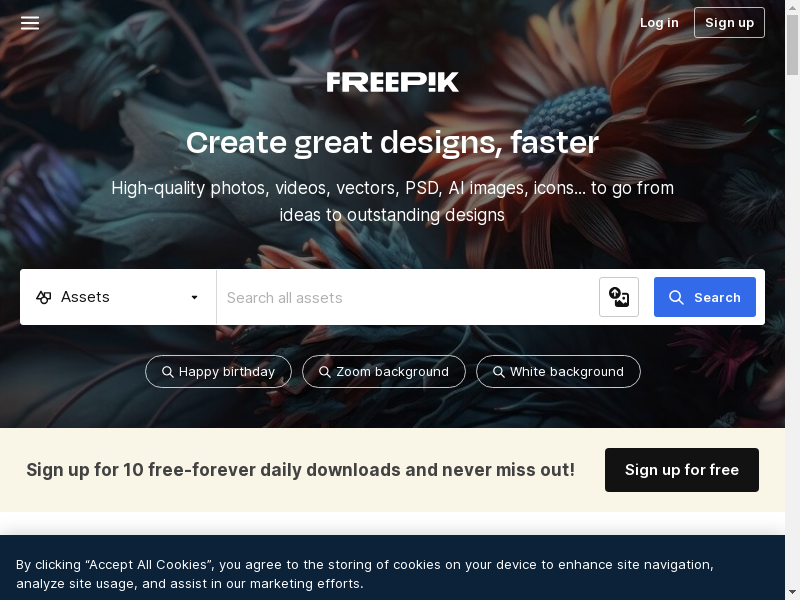 Log in
Sign up
FREEPIK
Create great designs, faster
High-quality photos, videos, vectors, PSD, AI images, icons... to go from
ideas to outstanding designs
Assets
Search all assets
Search
Happy birthday
Zoom background
White background
Sign up for 10 free-forever daily downloads and never miss out!
Sign up for free
By clicking “Accept All Cookies”, you agree to the storing of cookies on your device to enhance site navigation,
analyze site usage, and assist in our marketing efforts.